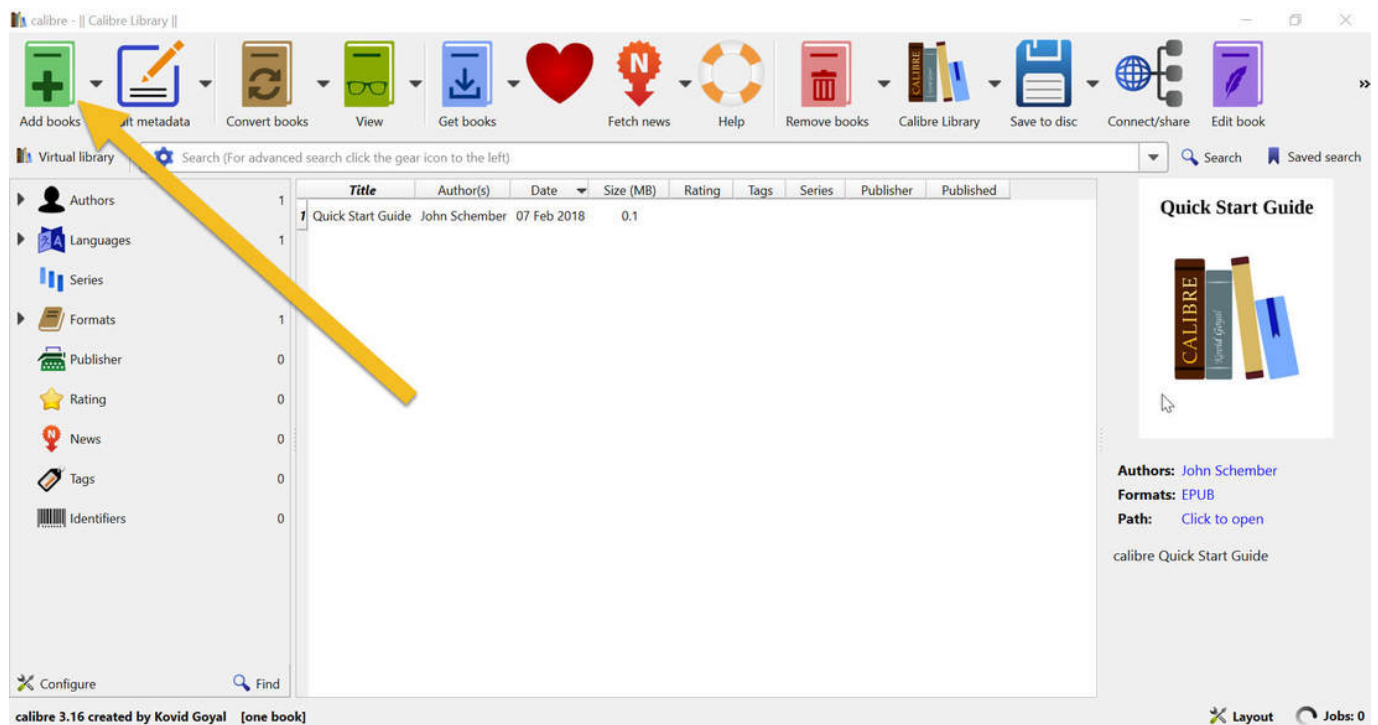 calibre - || Calibre Library ||
Add books it metadata Convert books View Get books Fetch news Help Remove books Calibre Library Save to disc Connect/share Edit book »
Virtual library Search (For advanced search click the gear icon to the left) Search Saved search
Title Author(s) Date Size (MB) Rating Tags Series Publisher Published
1 Quick Start Guide John Schember 07 Feb 2018 0.1
Authors 1
Languages 1
Series
Formats 1
Publisher 0
Rating 0
News 0
Tags 0
Identifiers 0
Configure Find
Quick Start Guide
CALIBRE
Kovid Goyal
Authors: John Schember
Formats: EPUB
Path: Click to open
calibre Quick Start Guide
calibre 3.16 created by Kovid Goyal [one book] Layout Jobs: 0